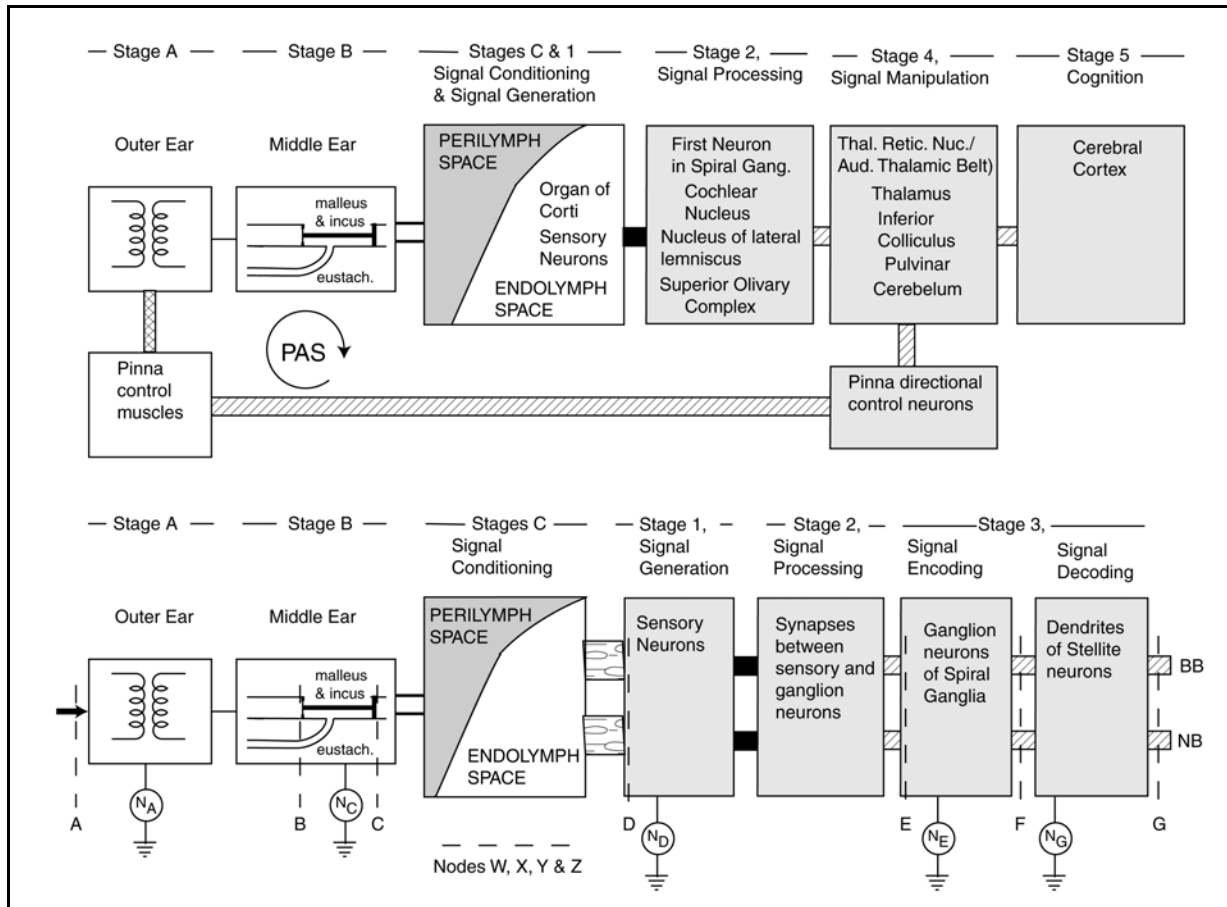 Stage A
Stage B
Stages C & 1
Signal Conditioning
& Signal Generation
Stage 2,
Signal Processing
Stage 4,
Signal Manipulation
Stage 5
Cognition
Outer Ear
Middle Ear
malleus
& incus
eustach.
PERILYMPH
SPACE
Organ of
Corti
Sensory
Neurons
ENDOLYMPH
SPACE
First Neuron
in Spiral Gang.
Cochlear
Nucleus
Nucleus of lateral
lemniscus
Superior Olivary
Complex
Thal. Retic. Nuc./
Aud. Thalamic Belt)
Thalamus
Inferior
Colliculus
Pulvinar
Cerebelum
Cerebral
Cortex
PAS
Pinna
control
muscles
Pinna directional
control neurons
Stage A
Stage B
Stages C
Signal
Conditioning
Stage 1,
Signal
Generation
Stage 2,
Signal
Processing
Stage 3,
Signal
Encoding
Signal
Decoding
Outer Ear
Middle Ear
malleus
& incus
eustach.
PERILYMPH
SPACE
ENDOLYMPH
SPACE
Sensory
Neurons
Synapses
between
sensory and
ganglion
neurons
Ganglion
neurons
of Spiral
Ganglia
Dendrites
of Stellite
neurons
BB
NB
NA
NC
ND
NE
NG
A
B
C
D
E
F
G
Nodes W, X, Y & Z